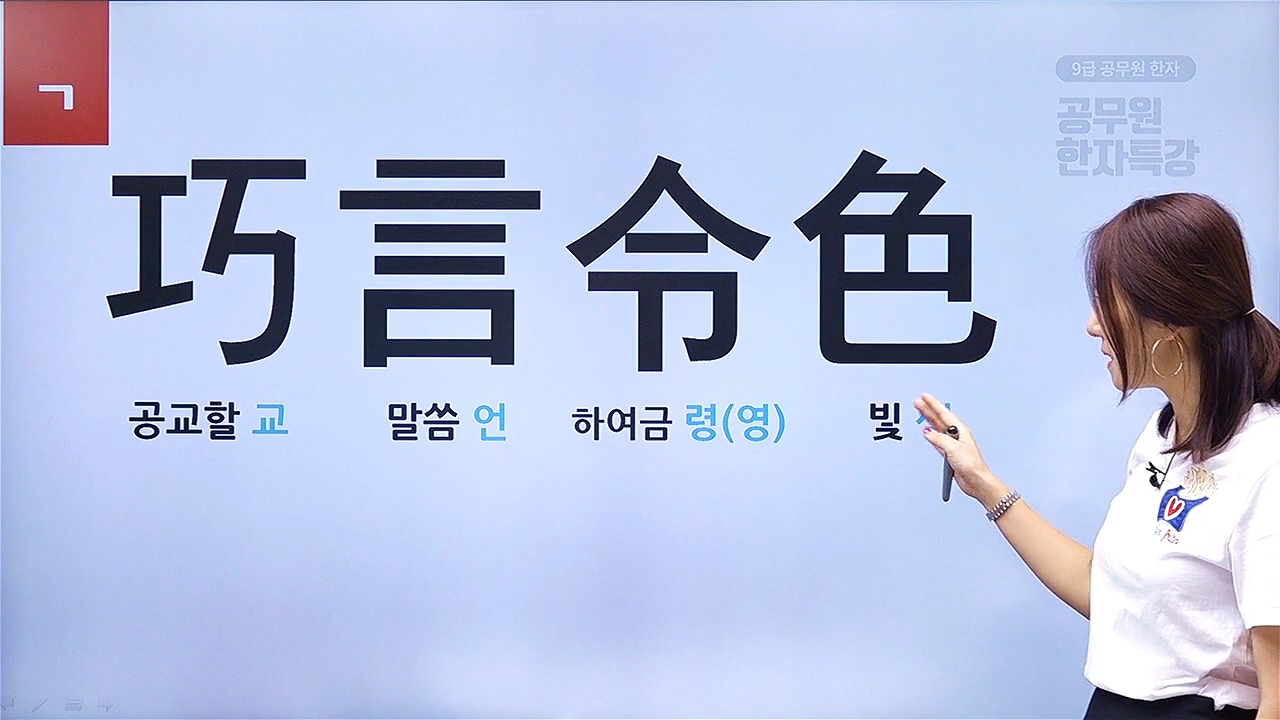 ㄱ
9급 공무원 한자
공무원
한자특강
巧言令色
공교할 교 말씀 언 하여금 령(영) 빛